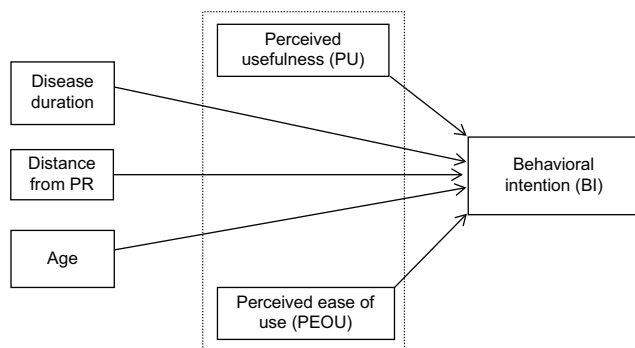 Perceived
usefulness (PU)
Disease
duration
Distance
from PR
Behavioral
intention (BI)
Age
Perceived ease of
use (PEOU)